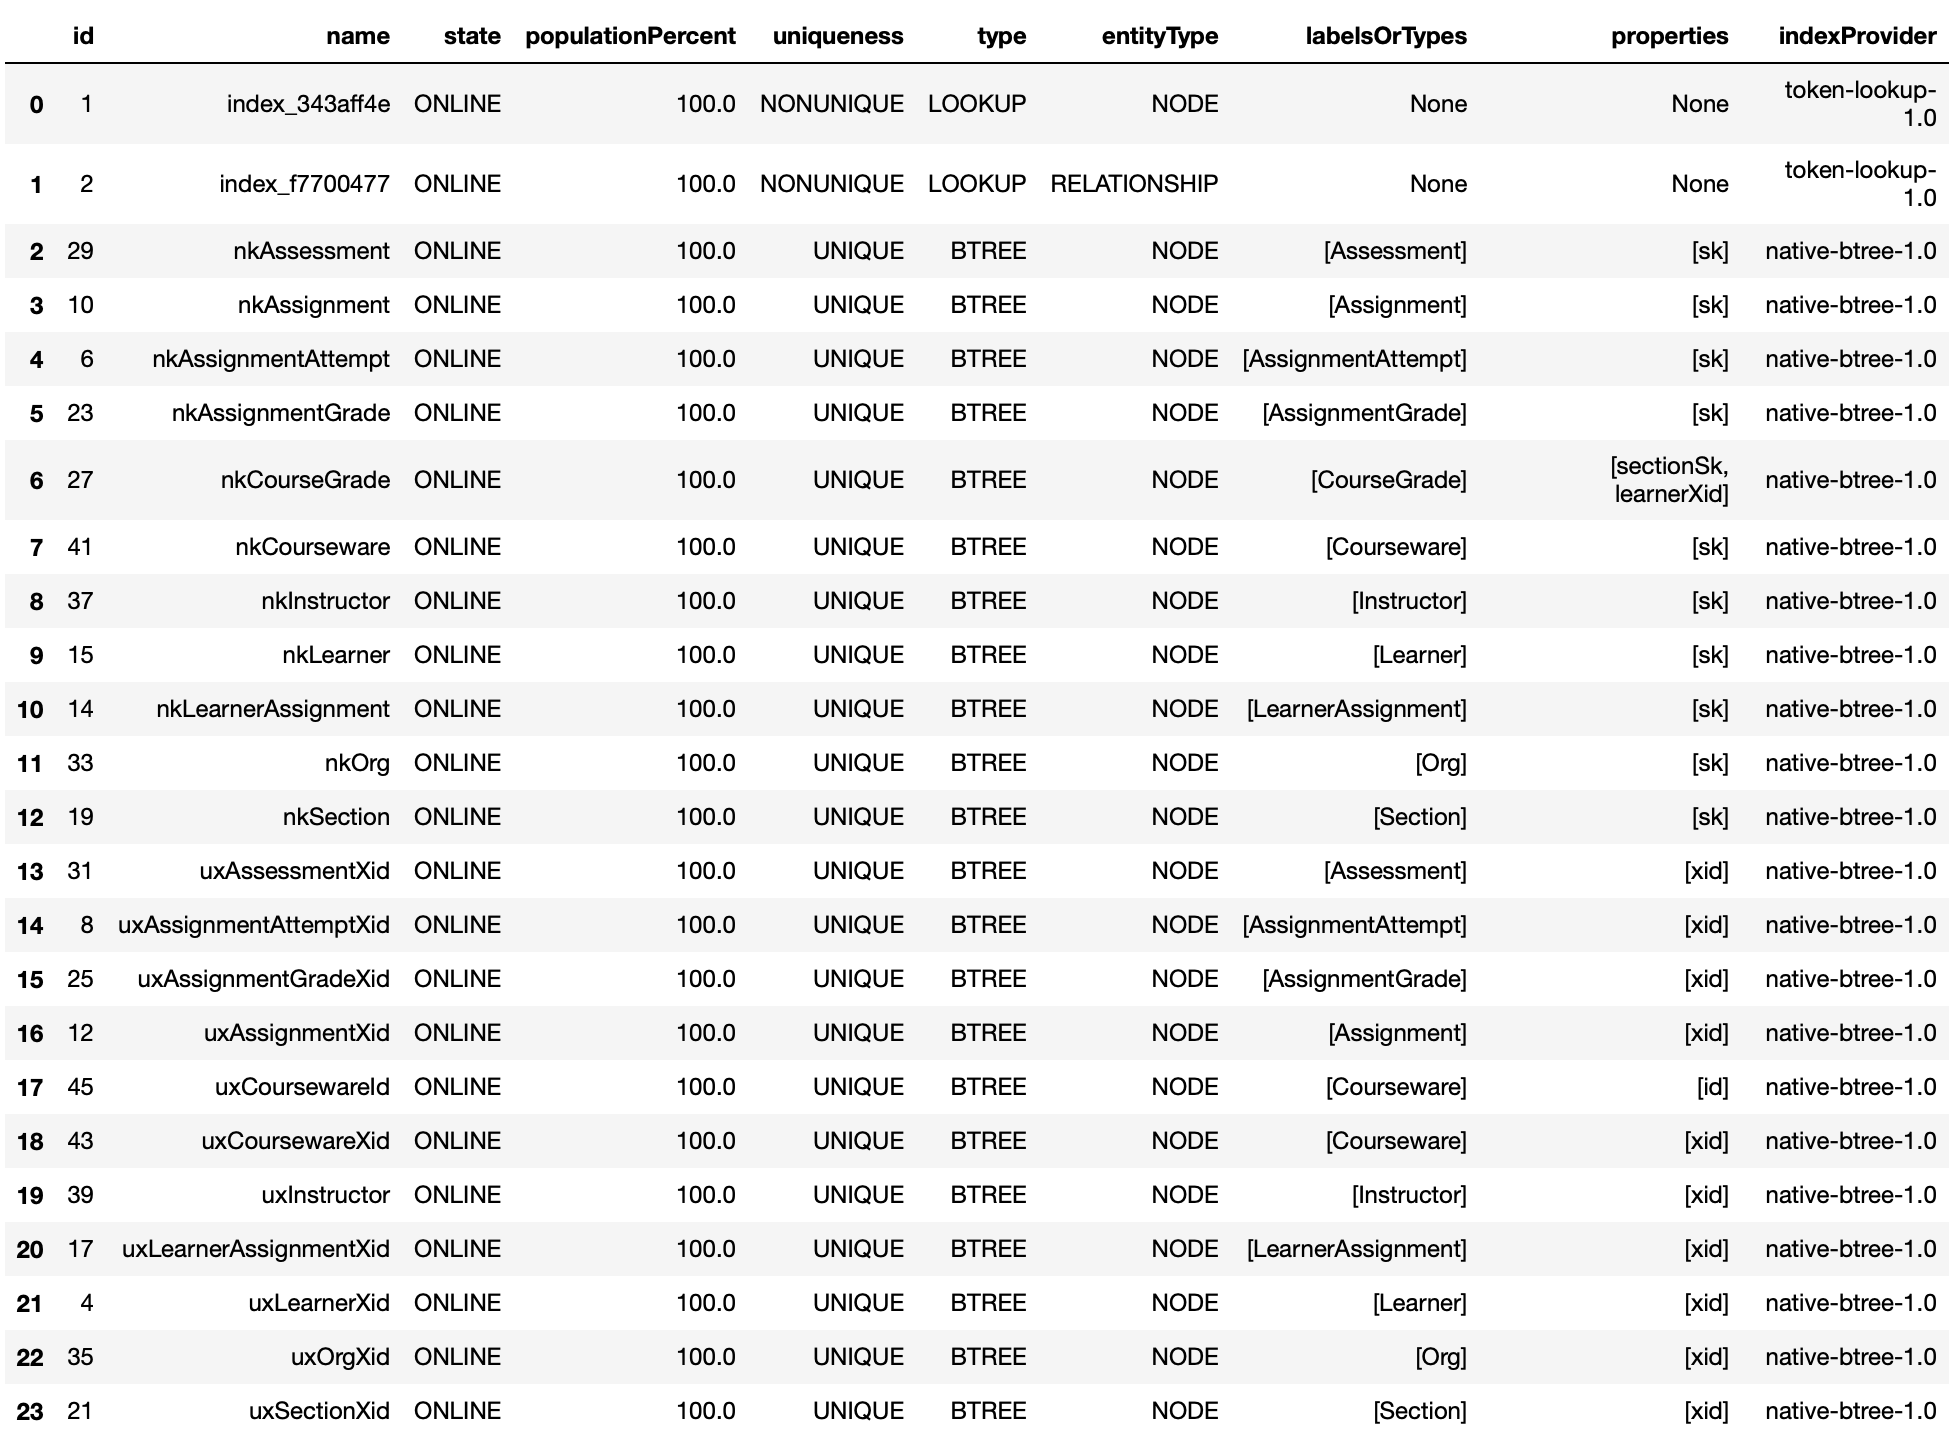 id name state populationPercent uniqueness type entityType labelsOrTypes properties indexProvider
0 1 index_343aff4e ONLINE 100.0 NONUNIQUE LOOKUP NODE None None token-lookup-1.0
1 2 index_f7700477 ONLINE 100.0 NONUNIQUE LOOKUP RELATIONSHIP None None token-lookup-1.0
2 29 nkAssessment ONLINE 100.0 UNIQUE BTREE NODE [Assessment] [sk] native-btree-1.0
3 10 nkAssignment ONLINE 100.0 UNIQUE BTREE NODE [Assignment] [sk] native-btree-1.0
4 6 nkAssignmentAttempt ONLINE 100.0 UNIQUE BTREE NODE [AssignmentAttempt] [sk] native-btree-1.0
5 23 nkAssignmentGrade ONLINE 100.0 UNIQUE BTREE NODE [AssignmentGrade] [sk] native-btree-1.0
6 27 nkCourseGrade ONLINE 100.0 UNIQUE BTREE NODE [CourseGrade] [sectionSk, learnerXid] native-btree-1.0
7 41 nkCourseware ONLINE 100.0 UNIQUE BTREE NODE [Courseware] [sk] native-btree-1.0
8 37 nkInstructor ONLINE 100.0 UNIQUE BTREE NODE [Instructor] [sk] native-btree-1.0
9 15 nkLearner ONLINE 100.0 UNIQUE BTREE NODE [Learner] [sk] native-btree-1.0
10 14 nkLearnerAssignment ONLINE 100.0 UNIQUE BTREE NODE [LearnerAssignment] [sk] native-btree-1.0
11 33 nkOrg ONLINE 100.0 UNIQUE BTREE NODE [Org] [sk] native-btree-1.0
12 19 nkSection ONLINE 100.0 UNIQUE BTREE NODE [Section] [sk] native-btree-1.0
13 31 uxAssessmentXid ONLINE 100.0 UNIQUE BTREE NODE [Assessment] [xid] native-btree-1.0
14 8 uxAssignmentAttemptXid ONLINE 100.0 UNIQUE BTREE NODE [AssignmentAttempt] [xid] native-btree-1.0
15 25 uxAssignmentGradeXid ONLINE 100.0 UNIQUE BTREE NODE [AssignmentGrade] [xid] native-btree-1.0
16 12 uxAssignmentXid ONLINE 100.0 UNIQUE BTREE NODE [Assignment] [xid] native-btree-1.0
17 45 uxCoursewareId ONLINE 100.0 UNIQUE BTREE NODE [Courseware] [id] native-btree-1.0
18 43 uxCoursewareXid ONLINE 100.0 UNIQUE BTREE NODE [Courseware] [xid] native-btree-1.0
19 39 uxInstructor ONLINE 100.0 UNIQUE BTREE NODE [Instructor] [xid] native-btree-1.0
20 17 uxLearnerAssignmentXid ONLINE 100.0 UNIQUE BTREE NODE [LearnerAssignment] [xid] native-btree-1.0
21 4 uxLearnerXid ONLINE 100.0 UNIQUE BTREE NODE [Learner] [xid] native-btree-1.0
22 35 uxOrgXid ONLINE 100.0 UNIQUE BTREE NODE [Org] [xid] native-btree-1.0
23 21 uxSectionXid ONLINE 100.0 UNIQUE BTREE NODE [Section] [xid] native-btree-1.0